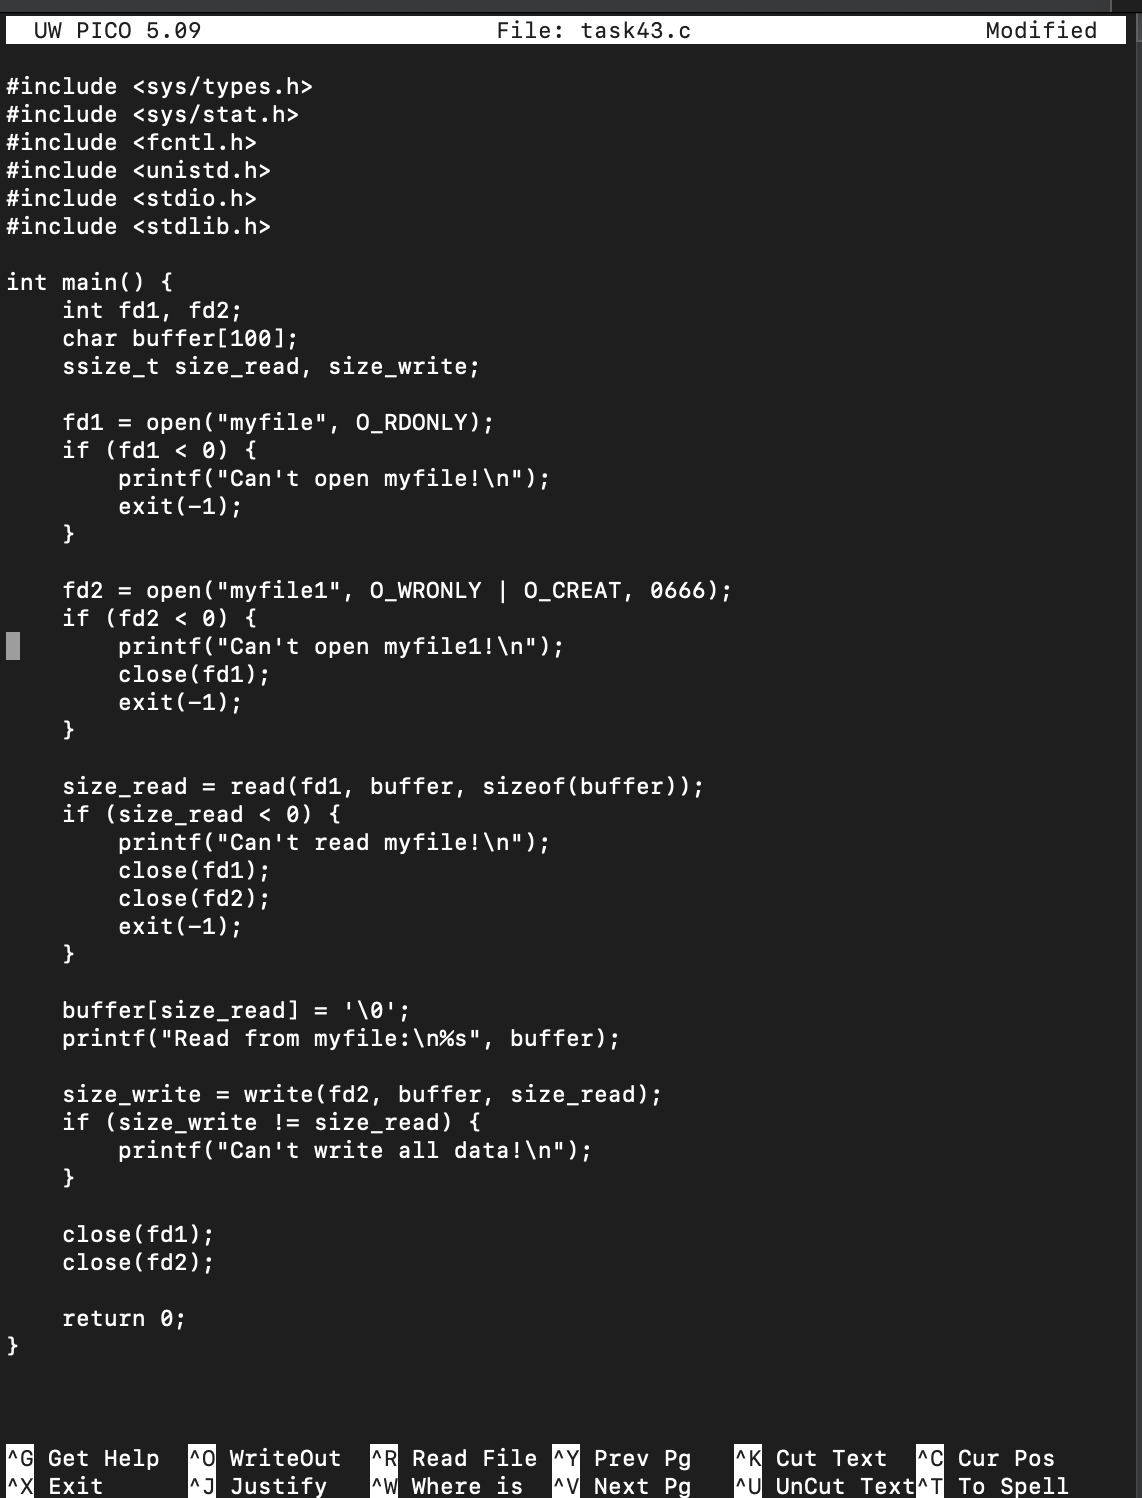 UW PICO 5.09 File: task43.c Modified
#include <sys/types.h>
#include <sys/stat.h>
#include <fcntl.h>
#include <unistd.h>
#include <stdio.h>
#include <stdlib.h>
int main() {
    int fd1, fd2;
    char buffer[100];
    ssize_t size_read, size_write;
    fd1 = open("myfile", O_RDONLY);
    if (fd1 < 0) {
        printf("Can't open myfile!\n");
        exit(-1);
    }
    fd2 = open("myfile1", O_WRONLY | O_CREAT, 0666);
    if (fd2 < 0) {
        printf("Can't open myfile1!\n");
        close(fd1);
        exit(-1);
    }
    size_read = read(fd1, buffer, sizeof(buffer));
    if (size_read < 0) {
        printf("Can't read myfile!\n");
        close(fd1);
        close(fd2);
        exit(-1);
    }
    buffer[size_read] = '\0';
    printf("Read from myfile:\n%s", buffer);
    size_write = write(fd2, buffer, size_read);
    if (size_write != size_read) {
        printf("Can't write all data!\n");
    }
    close(fd1);
    close(fd2);
    return 0;
}
^G Get Help ^O WriteOut ^R Read File ^Y Prev Pg ^K Cut Text ^C Cur Pos
^X Exit ^J Justify ^W Where is ^V Next Pg ^U UnCut Text ^T To Spell